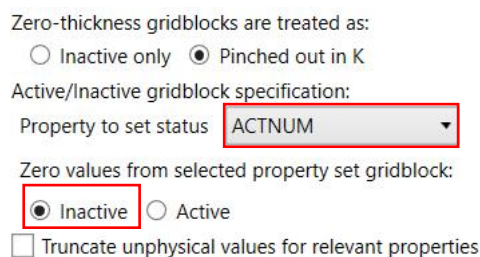 Zero-thickness gridblocks are treated as:
Inactive only Pinched out in K
Active/Inactive gridblock specification:
Property to set status ACTNUM
Zero values from selected property set gridblock:
Inactive Active
Truncate unphysical values for relevant properties